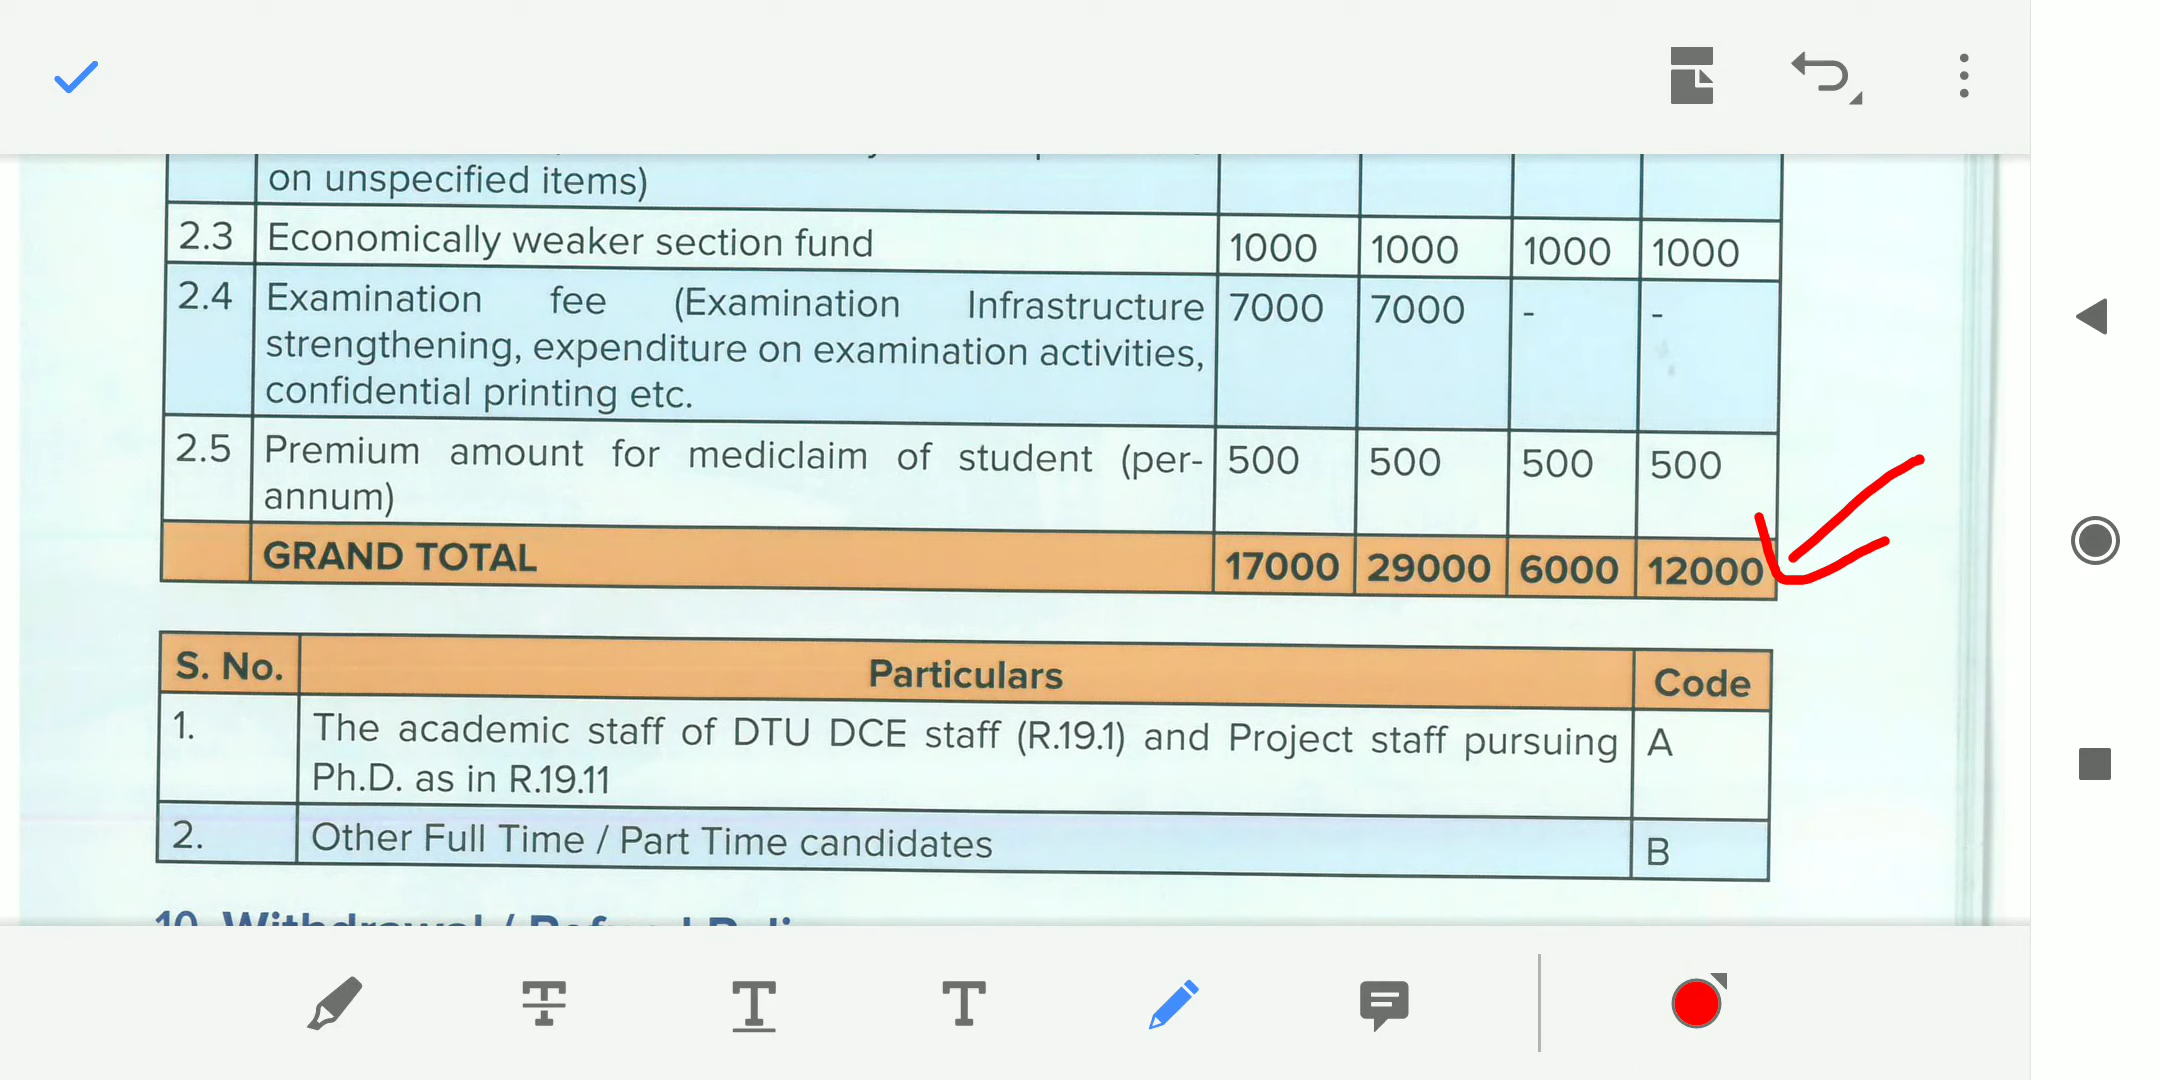 on unspecified items)
2.3 Economically weaker section fund 1000 1000 1000 1000
2.4 Examination fee (Examination Infrastructure 7000 7000 - -
strengthening, expenditure on examination activities,
confidential printing etc.
2.5 Premium amount for mediclaim of student (per- 500 500 500 500
annum)
GRAND TOTAL 17000 29000 6000 12000
S. No. Particulars Code
1. The academic staff of DTU DCE staff (R.19.1) and Project staff pursuing A
Ph.D. as in R.19.11
2. Other Full Time / Part Time candidates B